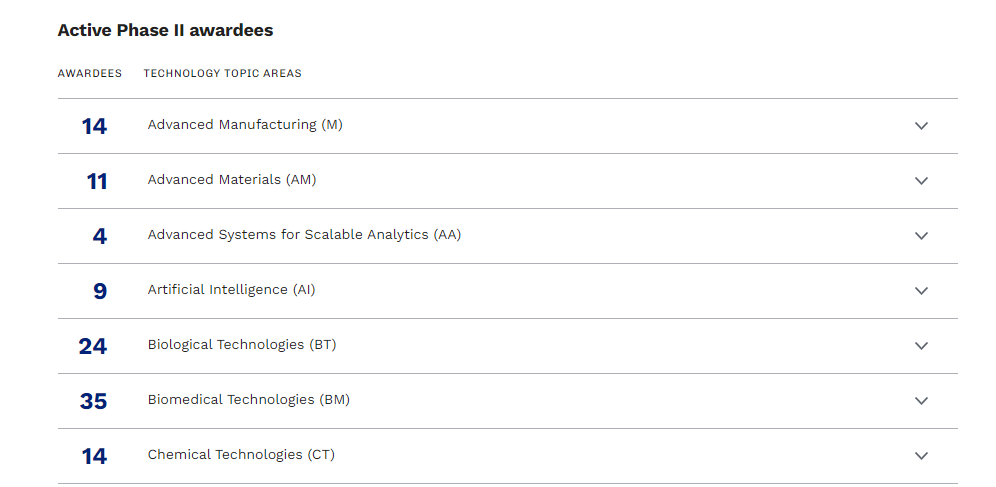 Active Phase II awardees
AWARDEES TECHNOLOGY TOPIC AREAS
14 Advanced Manufacturing (M)
11 Advanced Materials (AM)
4 Advanced Systems for Scalable Analytics (AA)
9 Artificial Intelligence (AI)
24 Biological Technologies (BT)
35 Biomedical Technologies (BM)
14 Chemical Technologies (CT)